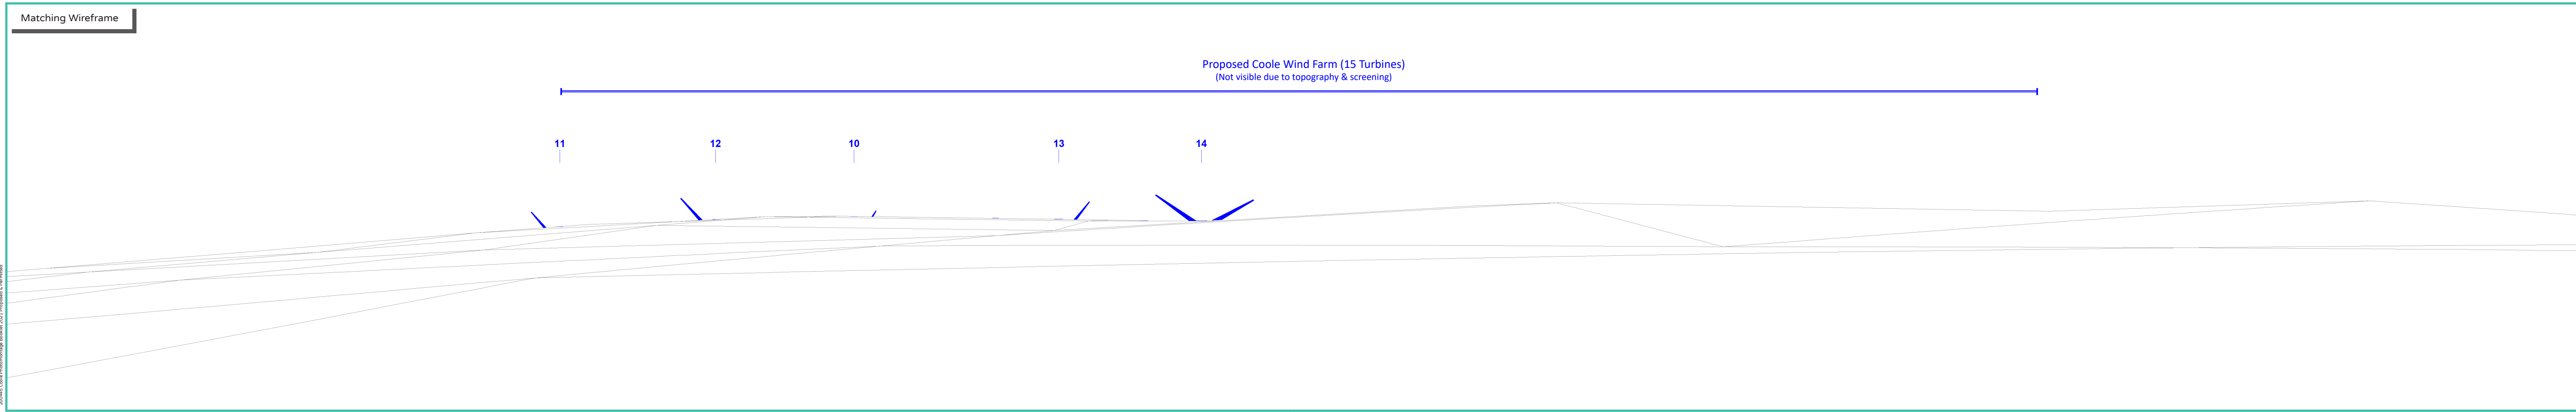 Matching Wireframe
Proposed Coole Wind Farm (15 Turbines)
(Not visible due to topography & screening)
11 12 10 13 14